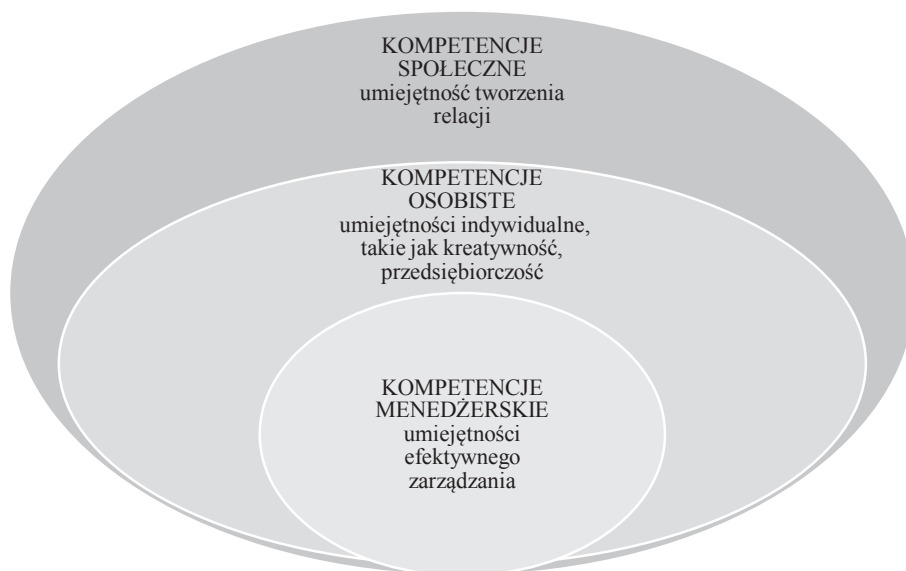 KOMPETENCJE
SPOŁECZNE
umiejętność tworzenia
relacji
KOMPETENCJE
OSOBISTE
umiejętności indywidualne,
takie jak kreatywność,
przedsiębiorczość
KOMPETENCJE
MENEDŻERSKIE
umiejętności
efektywnego
zarządzania